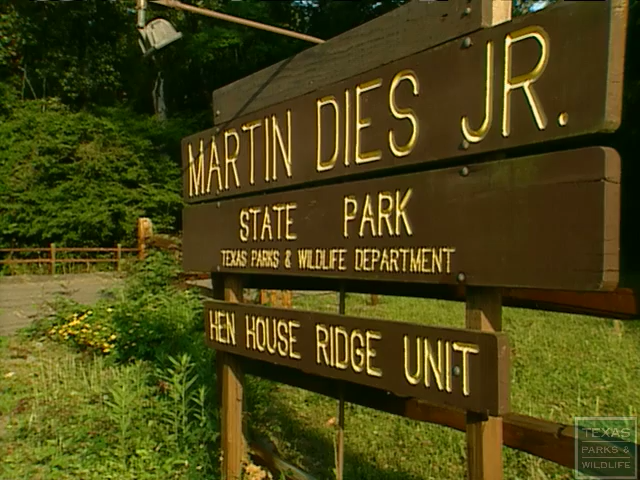 MARTIN DIES JR.
STATE PARK
TEXAS PARKS & WILDLIFE DEPARTMENT
HEN HOUSE RIDGE UNIT
TEXAS
PARKS &
WILDLIFE